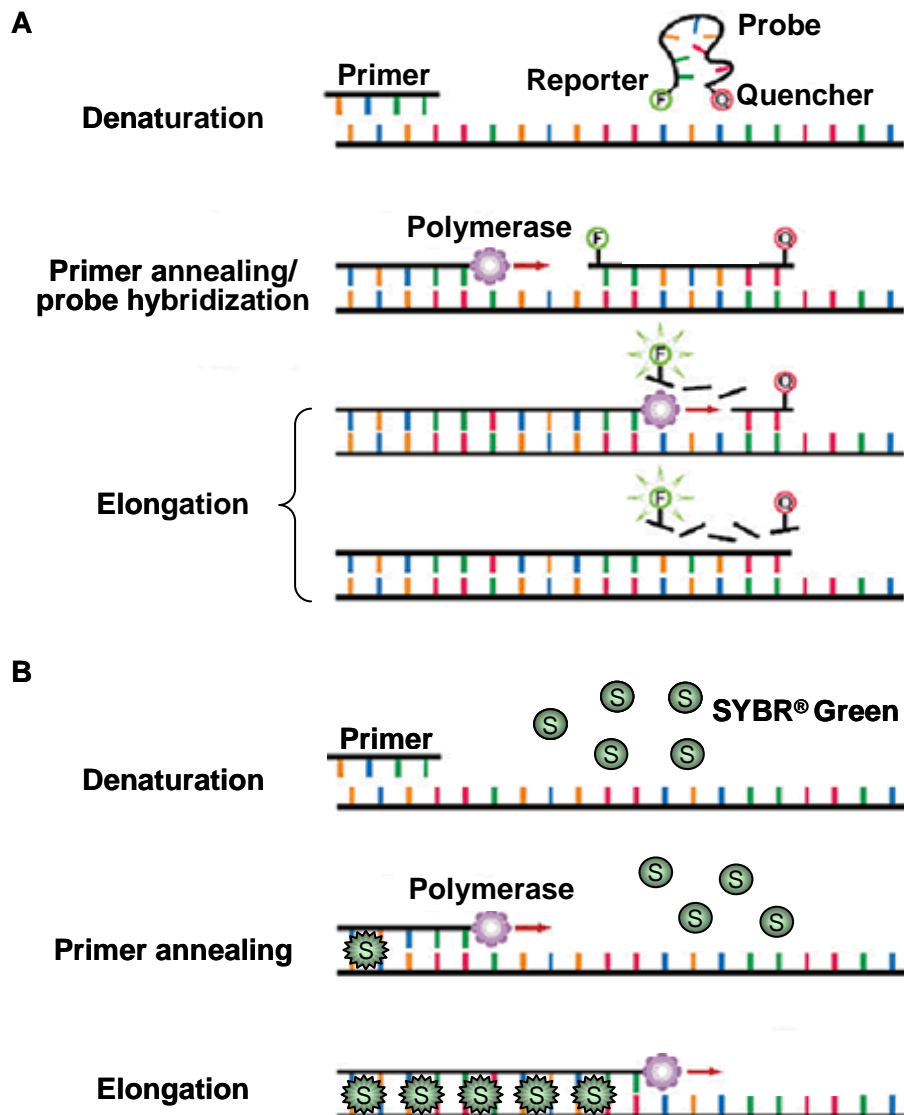 A
Probe
Primer
Reporter
F
Q
Quencher
Denaturation
Polymerase
F
Q
Primer annealing/
probe hybridization
F
Q
Elongation
F
Q
B
S S S SYBR® Green
S S
Primer
Denaturation
S S
Polymerase
S S
Primer annealing
S
Elongation
S S S S S